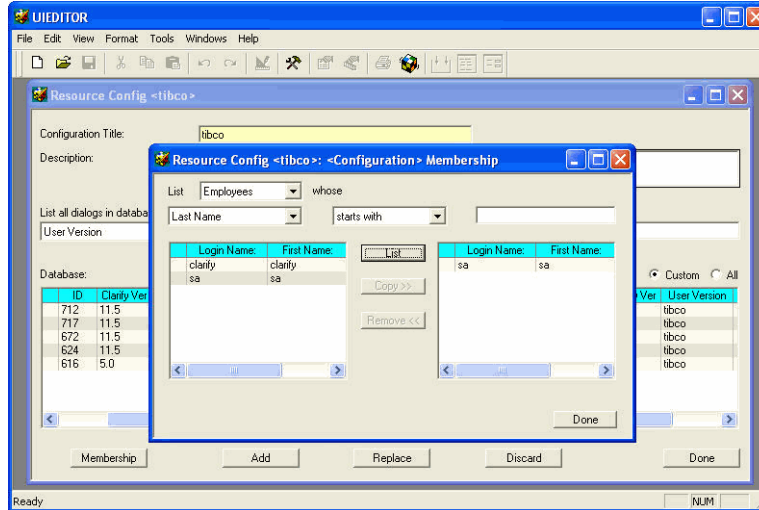 UIEDITOR
File Edit View Format Tools Windows Help
Resource Config <tibco>
Configuration Title: tibco
Description:
Resource Config <tibco>: <Configuration> Membership
List Employees whose
Last Name starts with
List all dialogs in databa
User Version
Login Name: First Name: List Login Name: First Name:
clarify clarify sa sa
sa sa
Copy >>
Remove <<
Database: Custom All
ID Clarify Ver Ver User Version
712 11.5 tibco
717 11.5 tibco
672 11.5 tibco
624 11.5 tibco
616 5.0 tibco
Done
Membership Add Replace Discard Done
Ready NUM